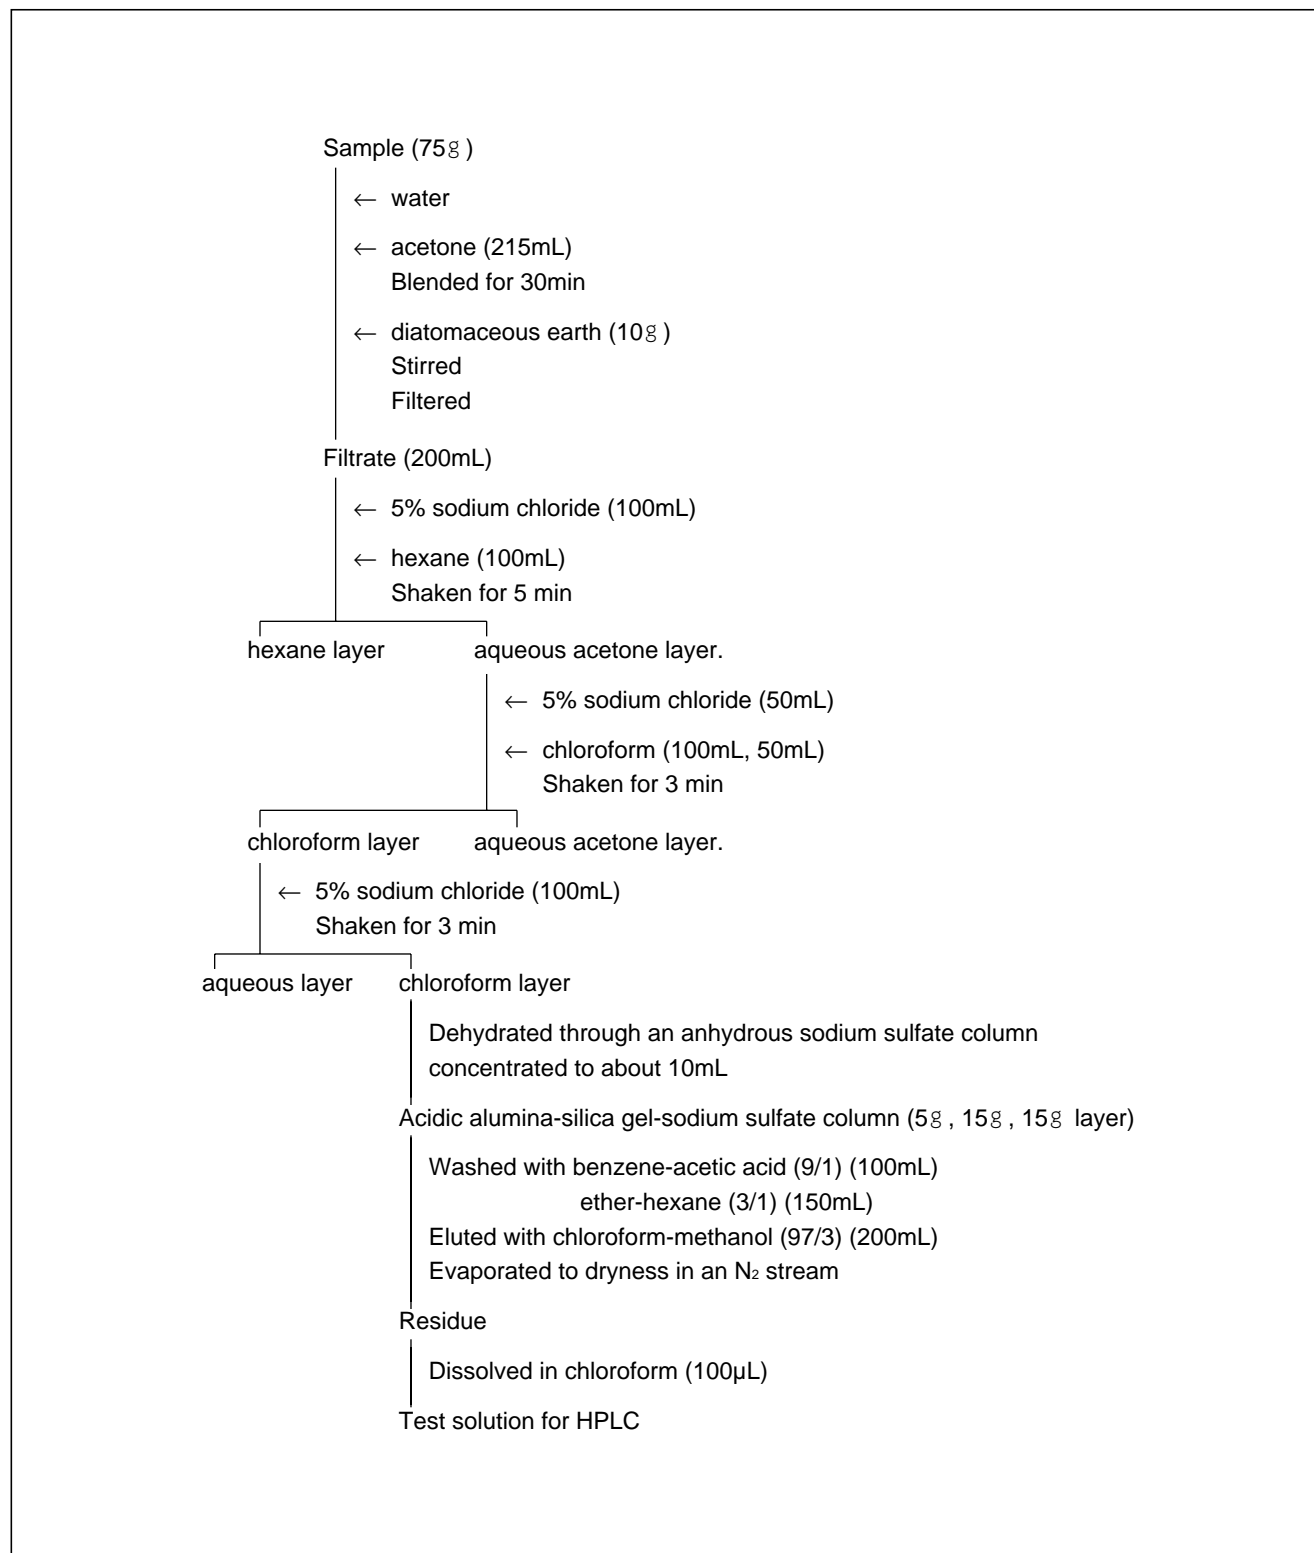 Sample (75g)
← water
← acetone (215mL)
Blended for 30min
← diatomaceous earth (10g)
Stirred
Filtered
Filtrate (200mL)
← 5% sodium chloride (100mL)
← hexane (100mL)
Shaken for 5 min
hexane layer aqueous acetone layer.
← 5% sodium chloride (50mL)
← chloroform (100mL, 50mL)
Shaken for 3 min
chloroform layer aqueous acetone layer.
← 5% sodium chloride (100mL)
Shaken for 3 min
aqueous layer chloroform layer
Dehydrated through an anhydrous sodium sulfate column
concentrated to about 10mL
Acidic alumina-silica gel-sodium sulfate column (5g, 15g, 15g layer)
Washed with benzene-acetic acid (9/1) (100mL)
ether-hexane (3/1) (150mL)
Eluted with chloroform-methanol (97/3) (200mL)
Evaporated to dryness in an N₂ stream
Residue
Dissolved in chloroform (100µL)
Test solution for HPLC